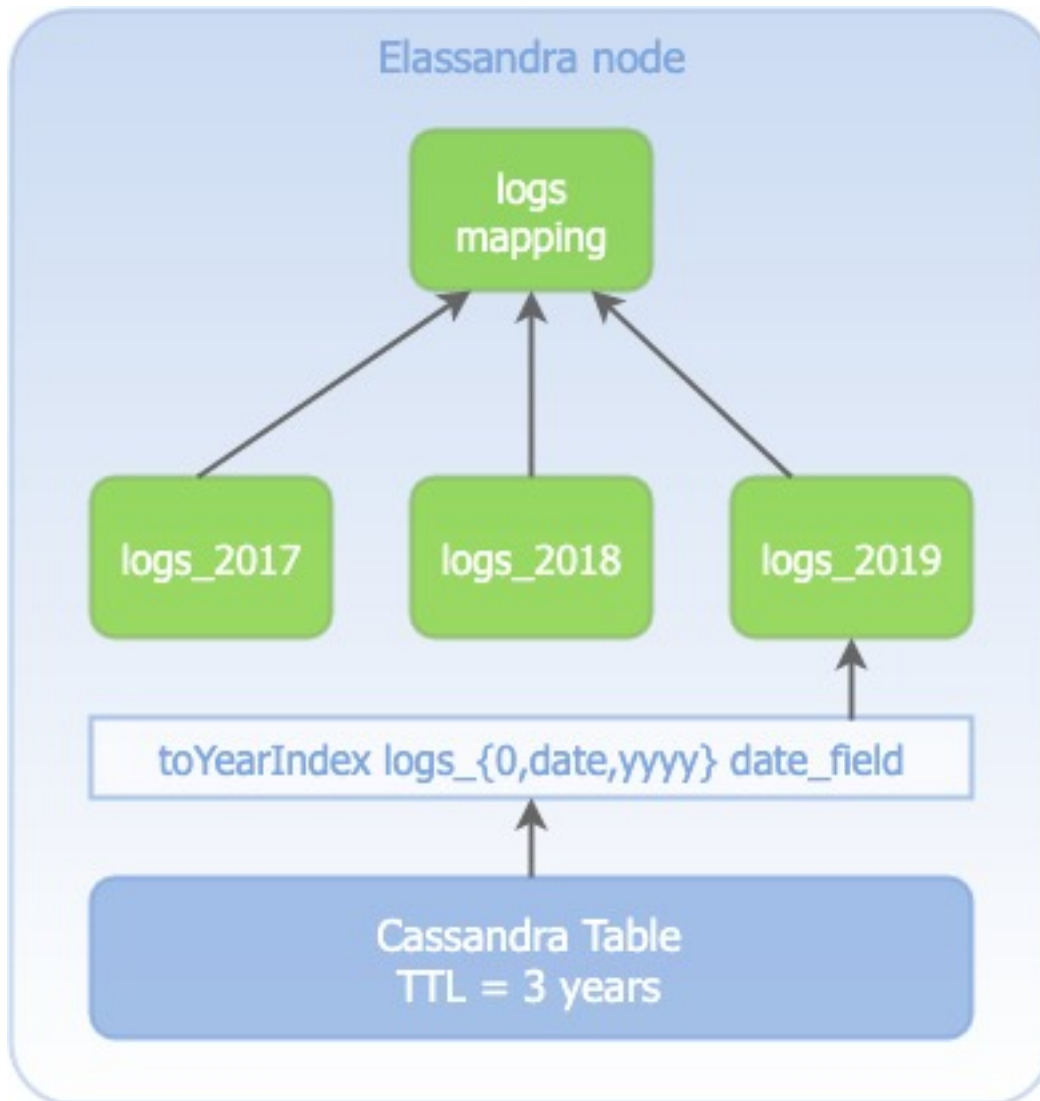 Elassandra node
logs
mapping
logs_2017
logs_2018
logs_2019
toYearIndex logs_{0,date,yyyy} date_field
Cassandra Table
TTL = 3 years